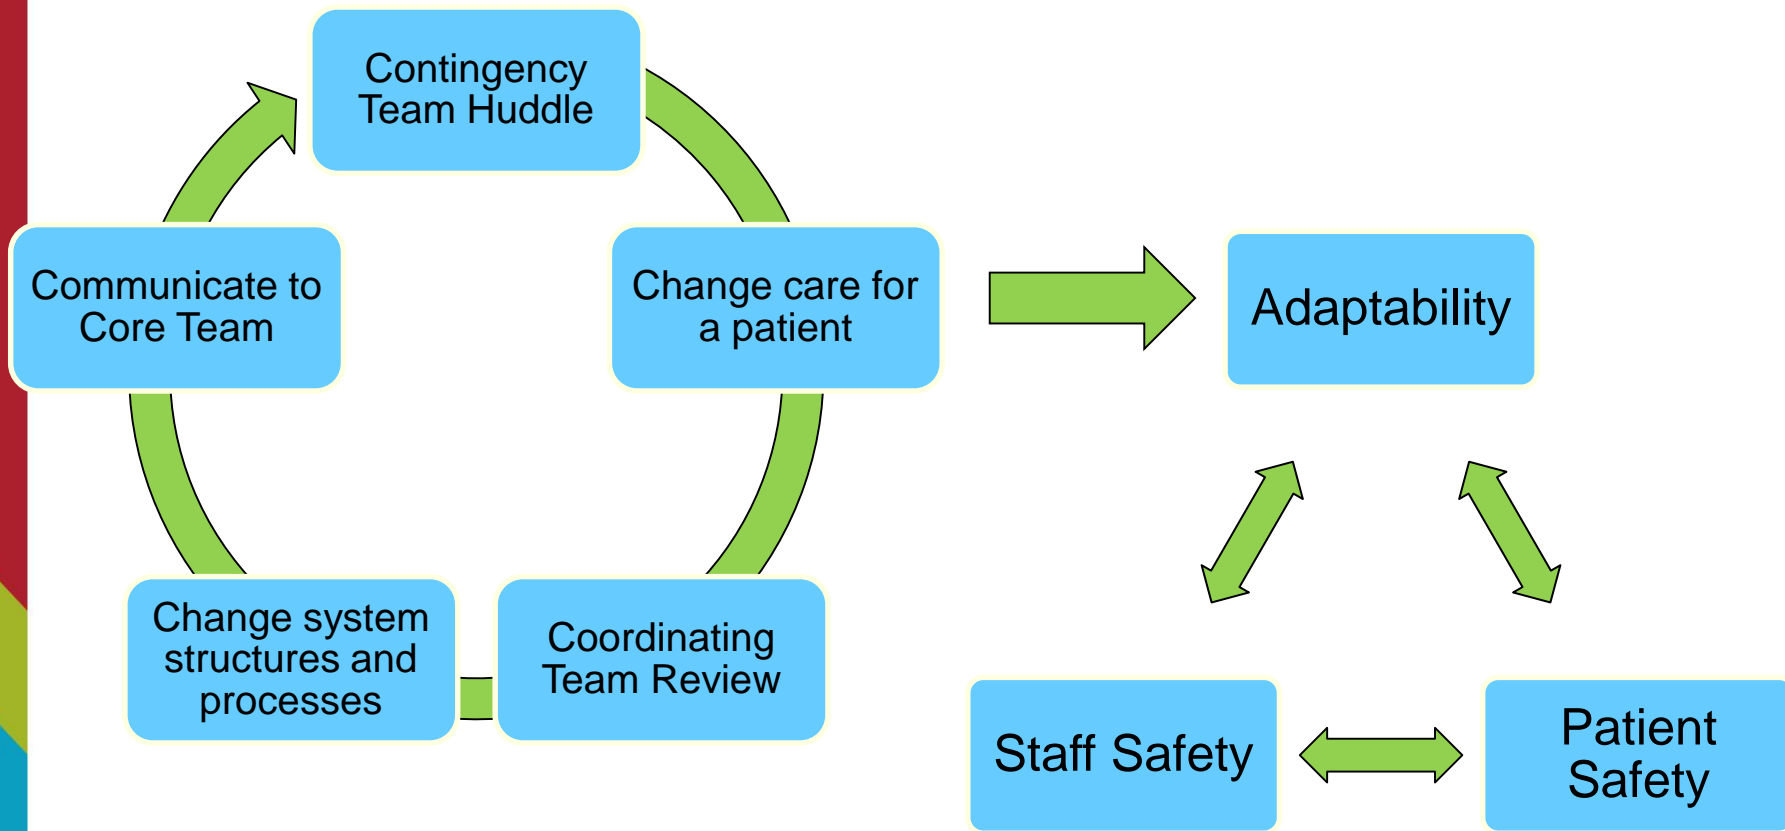 Contingency
Team Huddle
Communicate to
Core Team
Change care for
a patient
Adaptability
Change system
structures and
processes
Coordinating
Team Review
Staff Safety
Patient
Safety